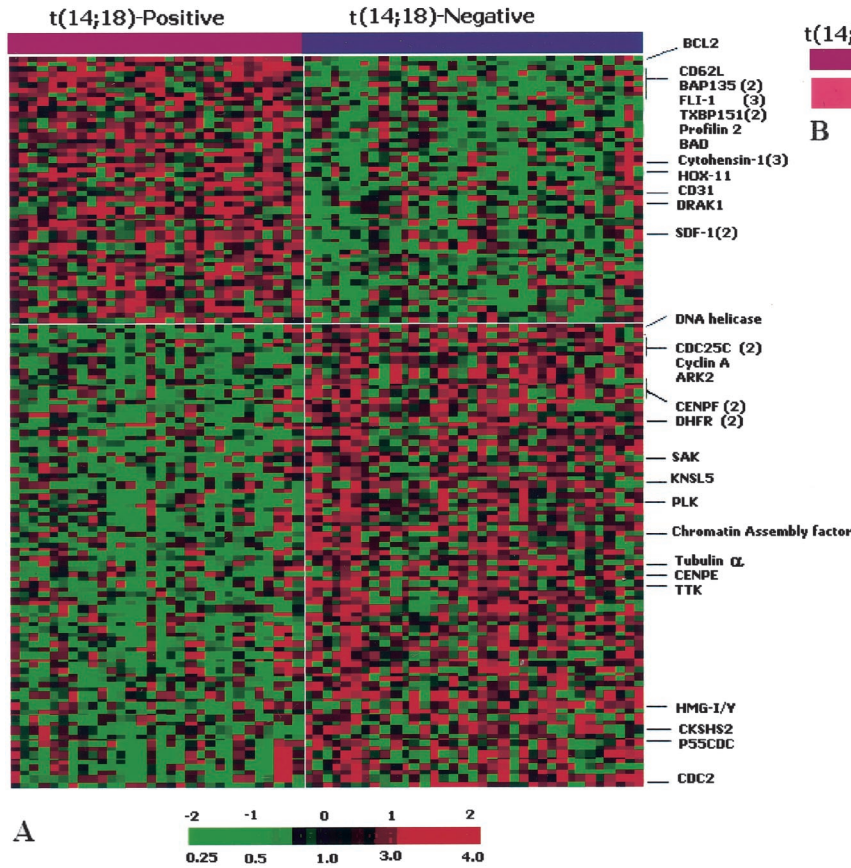 t(14;18)-Positive
t(14;18)-Negative
BCL2
CD62L
BAP135 (2)
FLI-1 (3)
TXBP151(2)
Profilin 2
BAD
Cytohensin-1(3)
HOX-11
CD31
DRAK1
SDF-1(2)
DNA helicase
CDC25C (2)
Cyclin A
ARK2
CENPF (2)
DHFR (2)
SAK
KNSL5
PLK
Chromatin Assembly factor
Tubulin α
CENPE
TTK
HMG-I/Y
CKSHS2
P55CDC
CDC2
A
-2 -1 0 1 2
0.25 0.5 1.0 3.0 4.0
t(14;
B